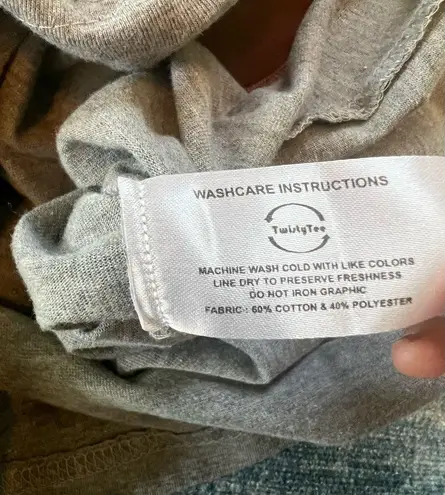 WASHCARE INSTRUCTIONS
TwistyTee
MACHINE WASH COLD WITH LIKE COLORS
LINE DRY TO PRESERVE FRESHNESS
DO NOT IRON GRAPHIC
FABRIC : 60% COTTON & 40% POLYESTER